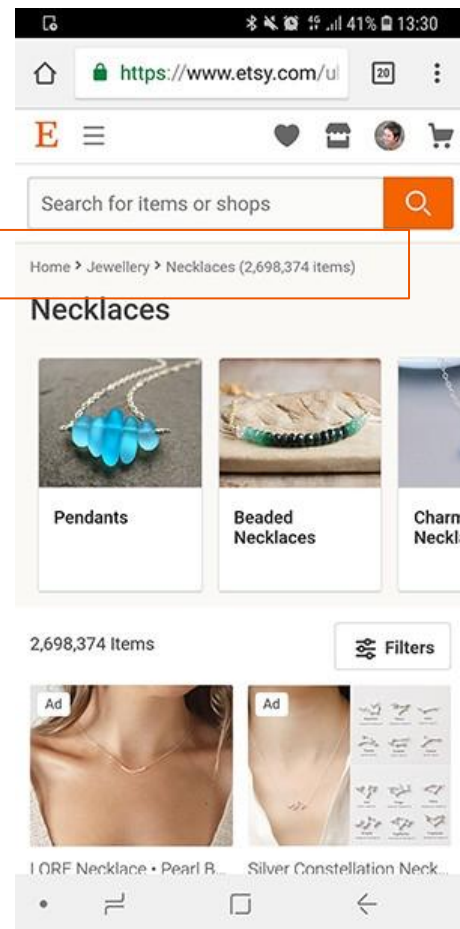 41% 13:30
https://www.etsy.com/ul
20
E
Search for items or shops
Home > Jewellery > Necklaces (2,698,374 items)
Necklaces
Pendants
Beaded Necklaces
Charm Neckl
2,698,374 Items
Filters
Ad
Ad
LORE Necklace • Pearl B...
Silver Constellation Neck...